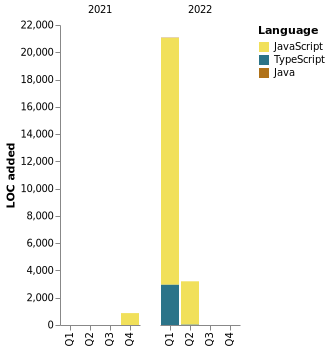 2021
2022
Language
JavaScript
TypeScript
Java
LOC added
22,000
20,000
18,000
16,000
14,000
12,000
10,000
8,000
6,000
4,000
2,000
0
Q1 Q2 Q3 Q4
Q1 Q2 Q3 Q4